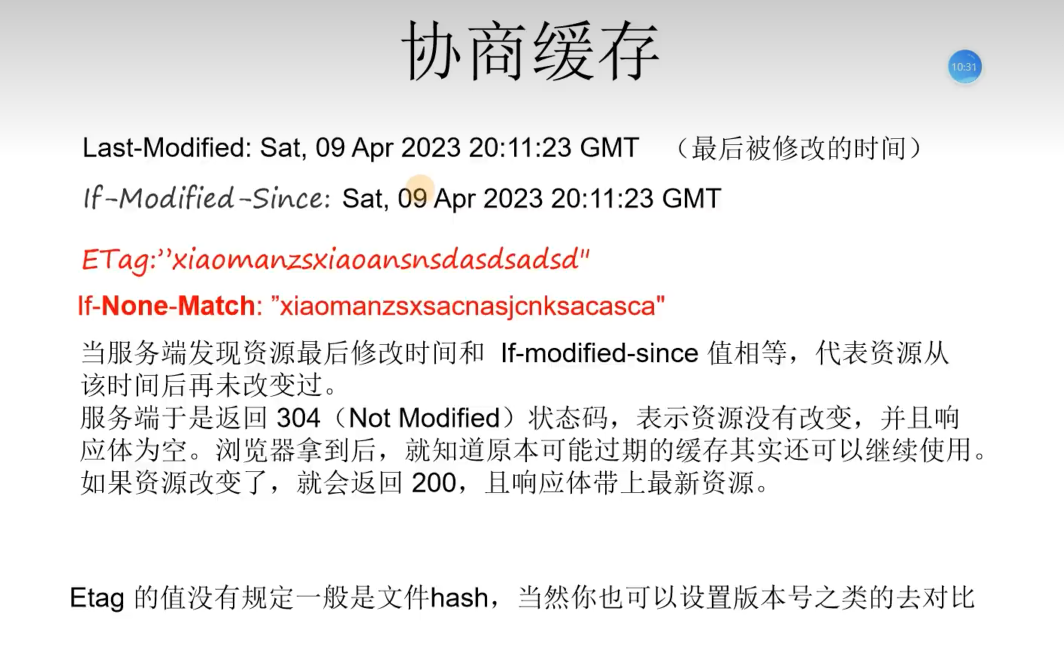 协商缓存
10:31
Last-Modified: Sat, 09 Apr 2023 20:11:23 GMT （最后被修改的时间）
If-Modified-Since: Sat, 09 Apr 2023 20:11:23 GMT
ETag:”xiaomanzsxiaoansnsdasdsadsd"
If-None-Match: ”xiaomanzsxsacnasjcnksacasca"
当服务端发现资源最后修改时间和 If-modified-since 值相等，代表资源从
该时间后再未改变过。
服务端于是返回 304（Not Modified）状态码，表示资源没有改变，并且响
应体为空。浏览器拿到后，就知道原本可能过期的缓存其实还可以继续使用。
如果资源改变了，就会返回 200，且响应体带上最新资源。
Etag 的值没有规定一般是文件hash，当然你也可以设置版本号之类的去对比